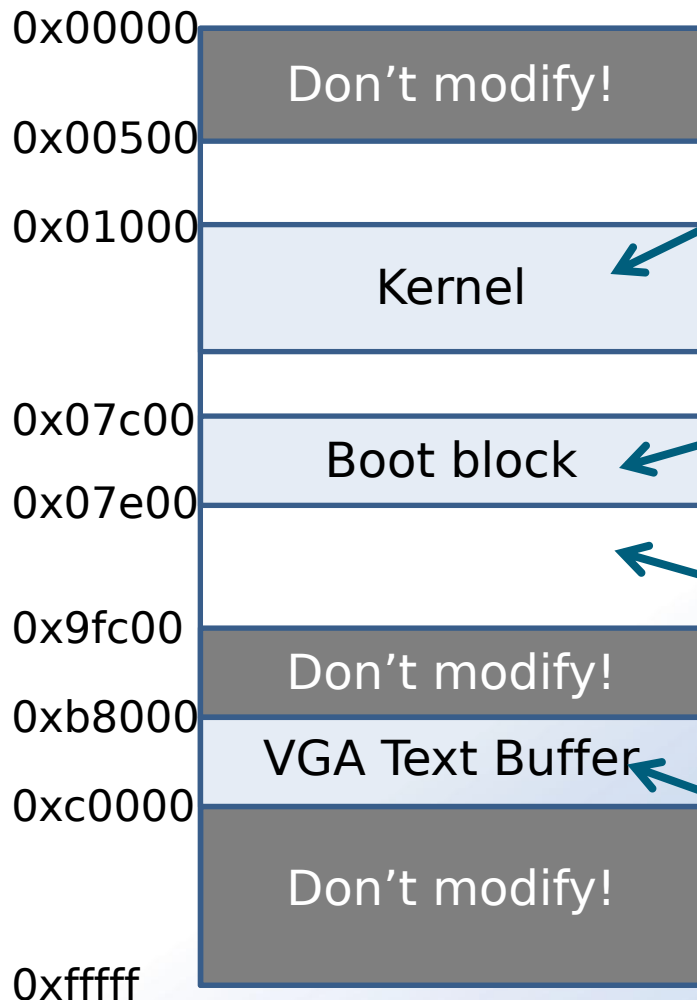 0x00000
Don’t modify!
0x00500
0x01000
Kernel
0x07c00
Boot block
0x07e00
0x9fc00
Don’t modify!
0xb8000
VGA Text Buffer
0xc0000
Don’t modify!
0xfffff